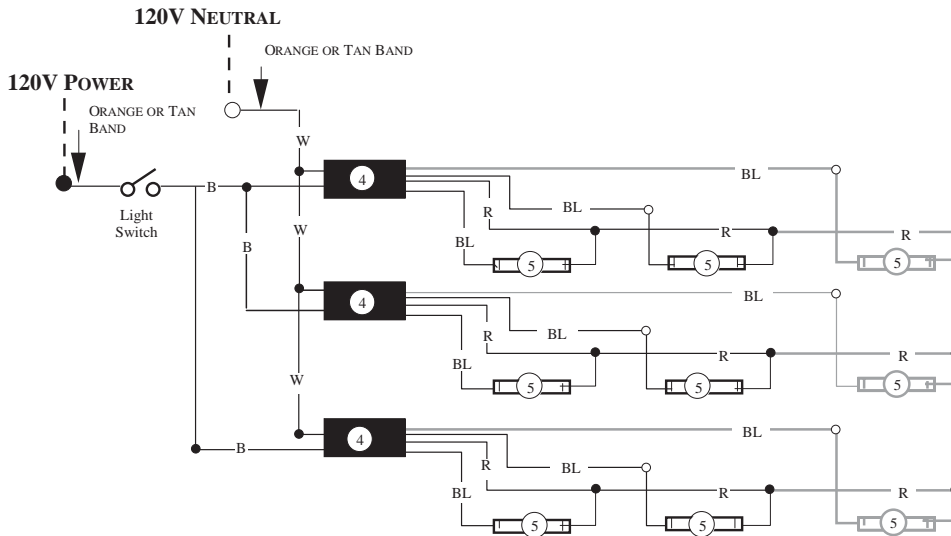 120V NEUTRAL
ORANGE OR TAN BAND
120V POWER
ORANGE OR TAN
BAND
W
4
BL
B
Light
Switch
R
BL
R
R
W
BL
5
5
5
B
4
BL
R
BL
R
R
BL
W
5
5
5
4
BL
B
R
BL
BL
R
R
5
5
5